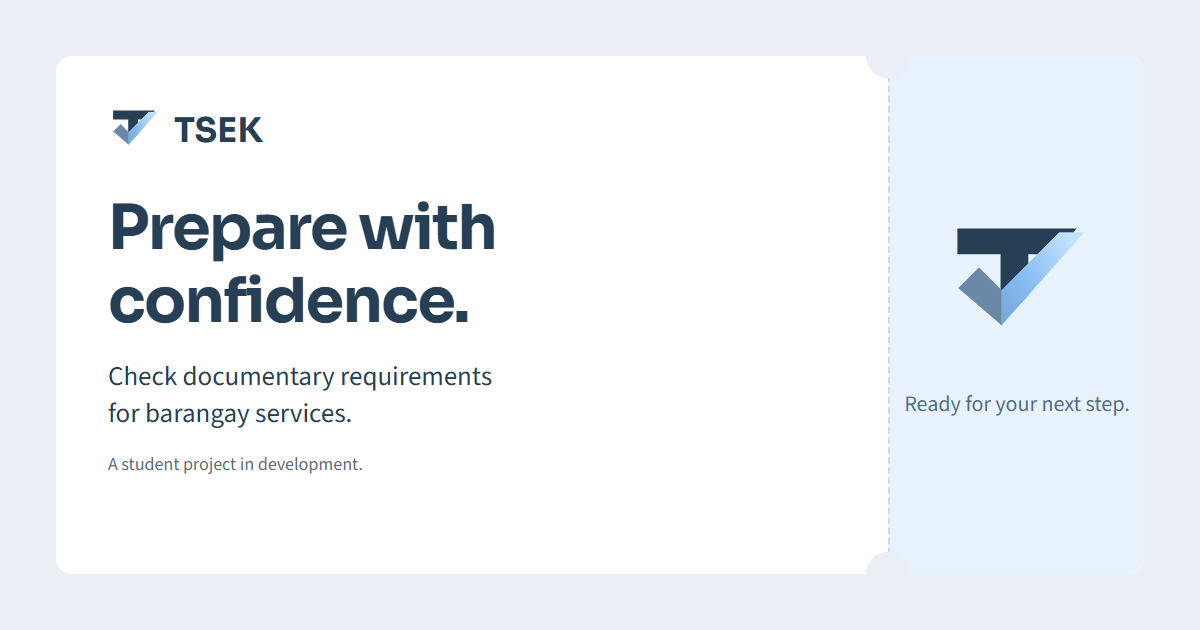 TSEK
Prepare with
confidence.
Check documentary requirements
for barangay services.
A student project in development.
Ready for your next step.